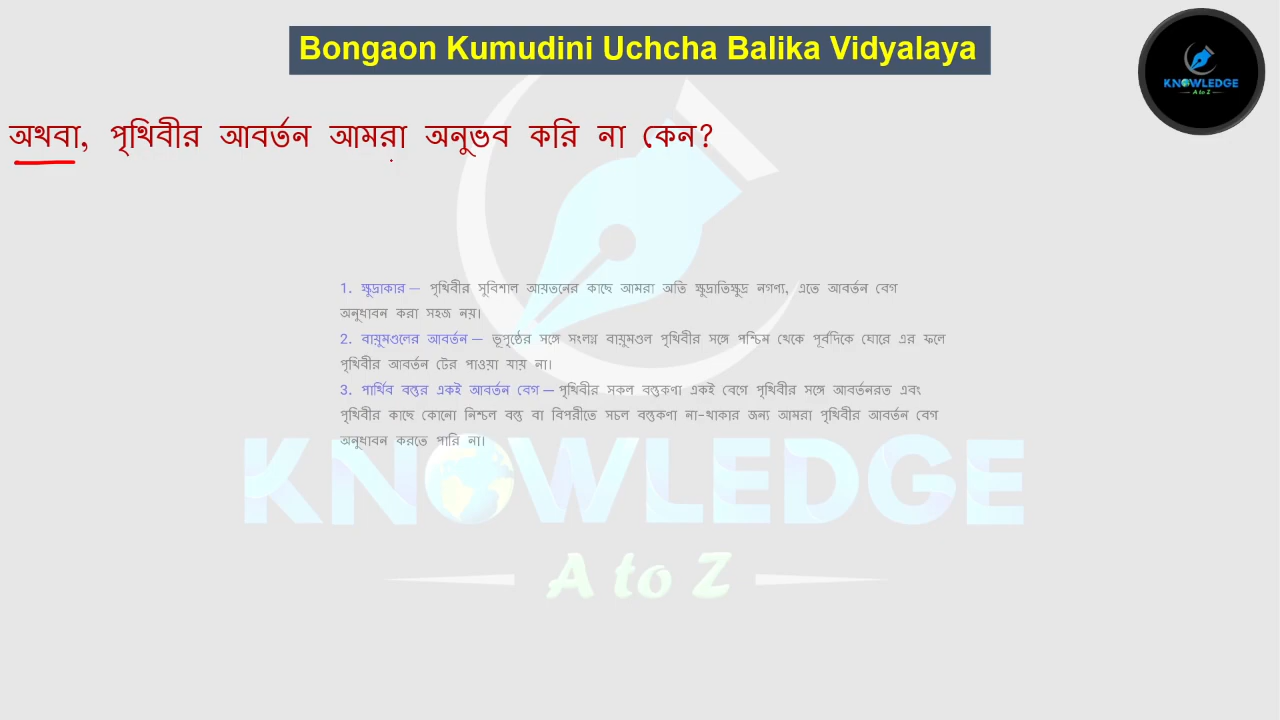 Bongaon Kumudini Uchcha Balika Vidyalaya
KNOWLEDGE
A to Z
অথবা, পৃথিবীর আবর্তন আমরা অনুভব করি না কেন?
1. ক্ষুদ্রাকার — পৃথিবীর সুবিশাল আয়তনের কাছে আমরা অতি ক্ষুদ্রাতিক্ষুদ্র নগণ্য, এতে আবর্তন বেগ
অনুধাবন করা সহজ নয়।
2. বায়ুমণ্ডলের আবর্তন — ভূপৃষ্ঠের সঙ্গে সংলগ্ন বায়ুমণ্ডল পৃথিবীর সঙ্গে পশ্চিম থেকে পূর্বদিকে ঘোরে এর ফলে
পৃথিবীর আবর্তন টের পাওয়া যায় না।
3. পার্থিব বস্তুর একই আবর্তন বেগ — পৃথিবীর সকল বস্তুকণা একই বেগে পৃথিবীর সঙ্গে আবর্তনরত এবং
পৃথিবীর কাছে কোনো নিশ্চল বস্তু বা বিপরীতে সচল বস্তুকণা না-থাকার জন্য আমরা পৃথিবীর আবর্তন বেগ
অনুধাবন করতে পারি না।
KNOWLEDGE
A to Z